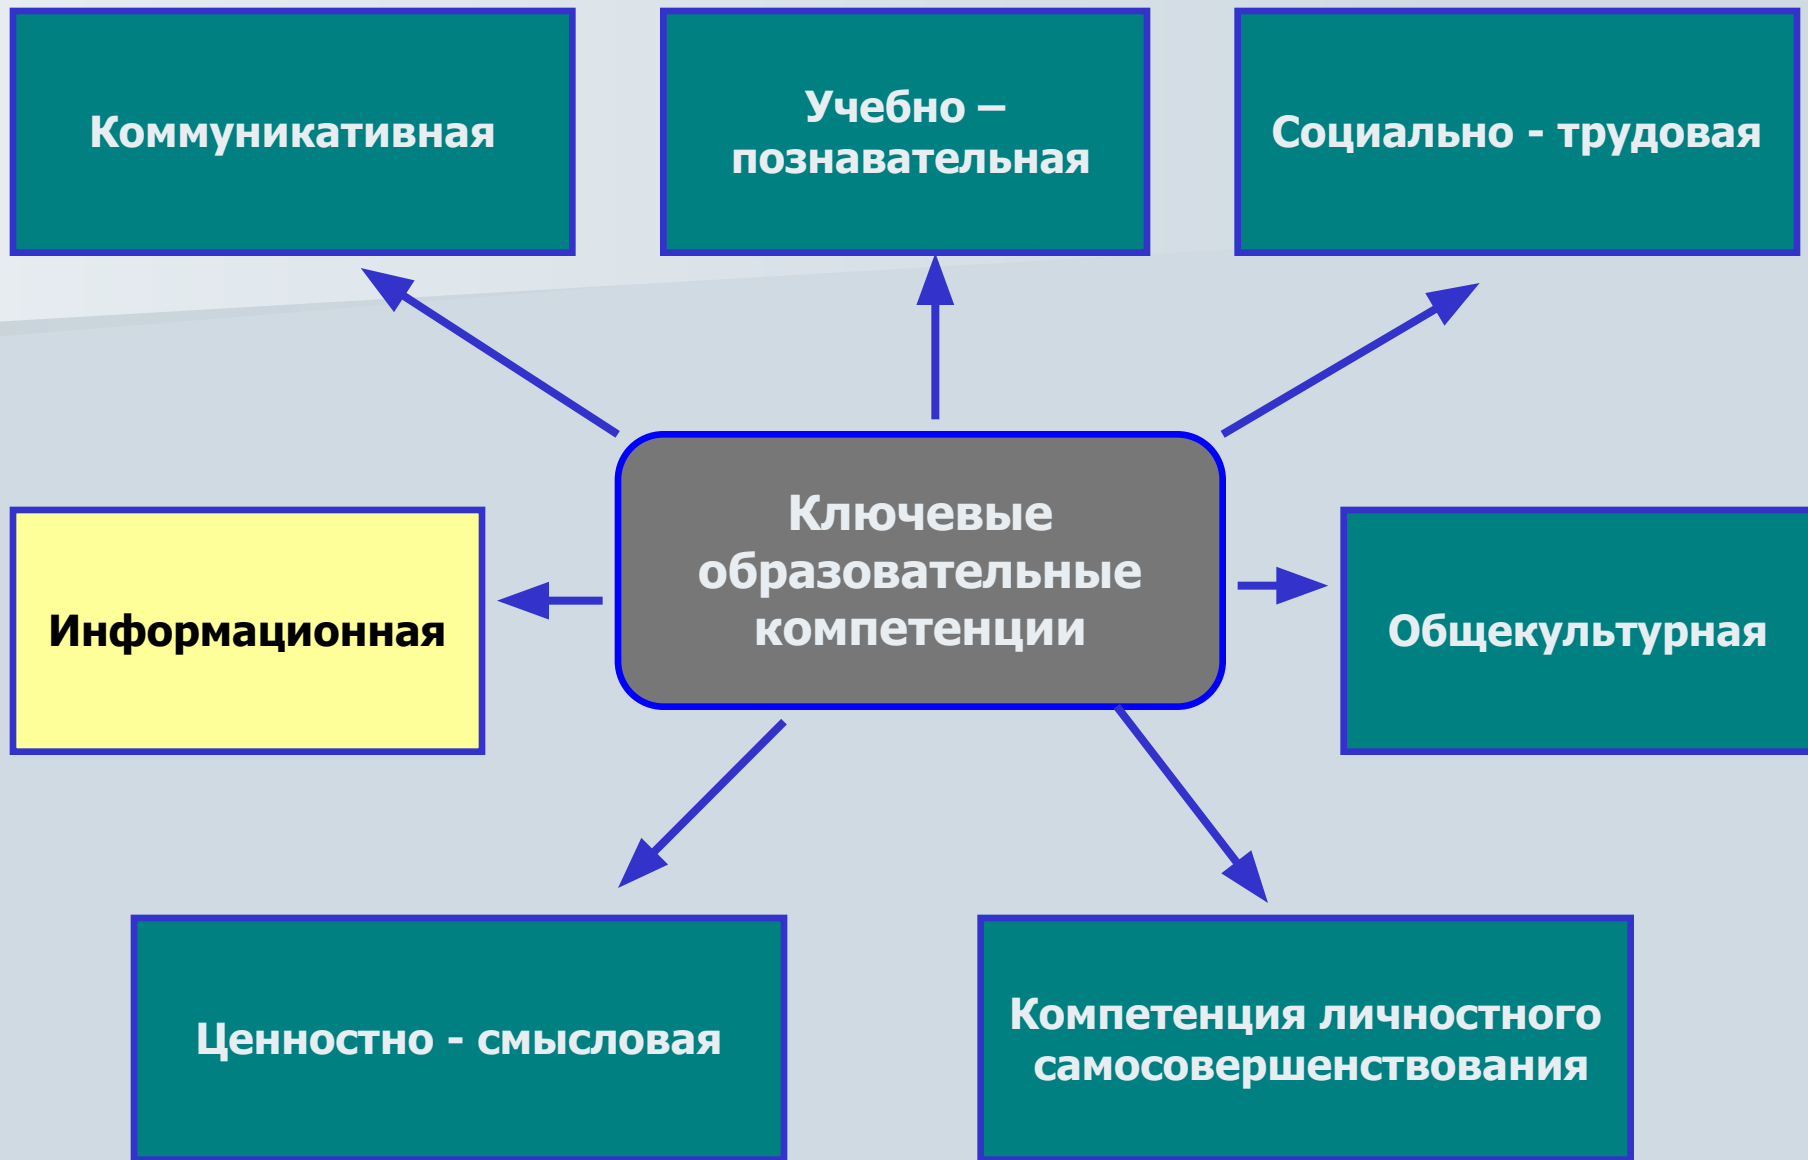 Коммуникативная
Учебно –
познавательная
Социально - трудовая
Ключевые
образовательные
компетенции
Информационная
Общекультурная
Ценностно - смысловая
Компетенция личностного
самосовершенствования